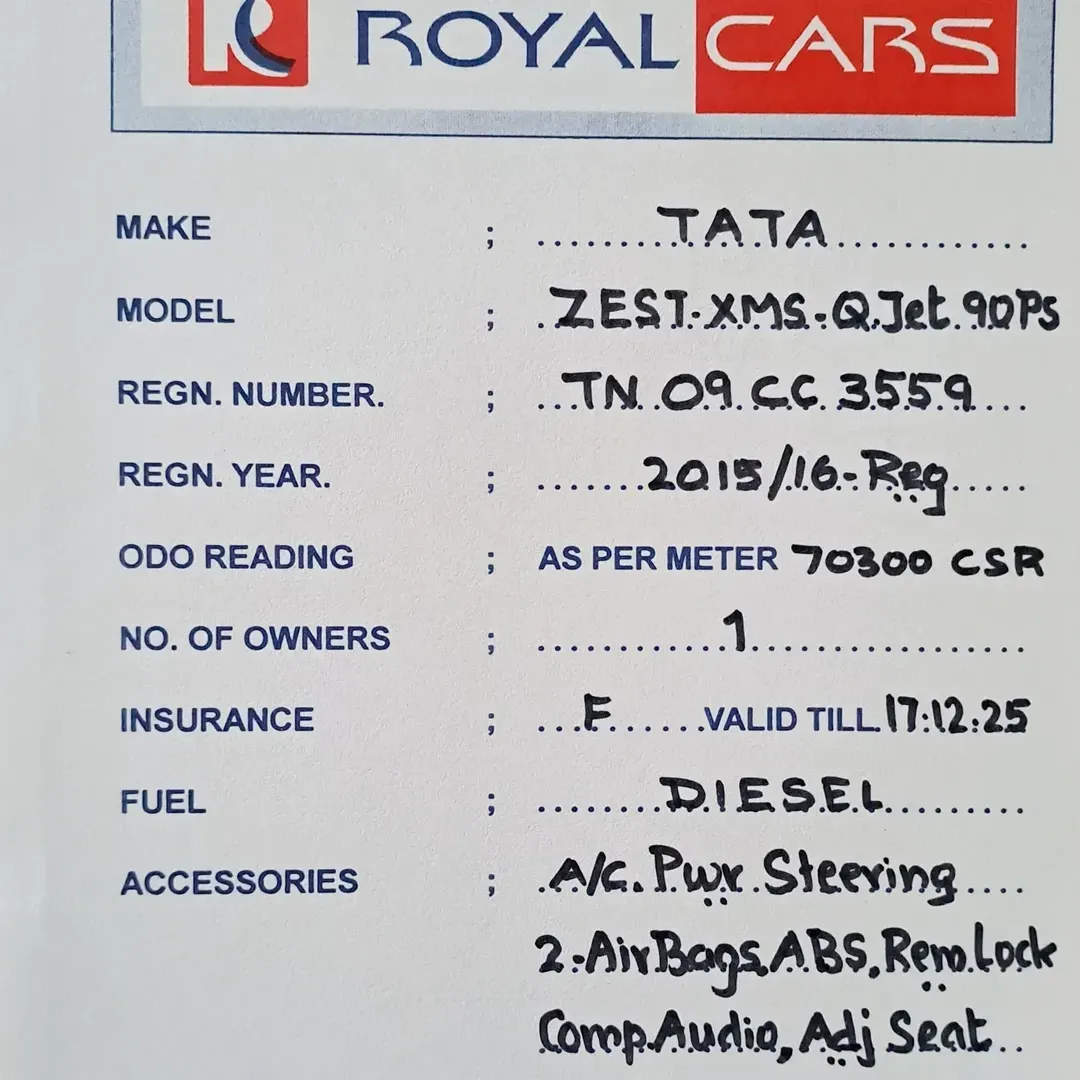 R ROYAL CARS
MAKE ; TATA
MODEL ; ZEST-XMS-QJet 90PS
REGN. NUMBER. ; TN 09 CC 3559
REGN. YEAR. ; 2015/16-Reg
ODO READING ; AS PER METER 70300 CSR
NO. OF OWNERS ; 1
INSURANCE ; F VALID TILL 17:12:25
FUEL ; DIESEL
ACCESSORIES ; A/c. Pwr Steering
2-AirBags, ABS, Rem.Lock
Comp.Audio, Adj Seat